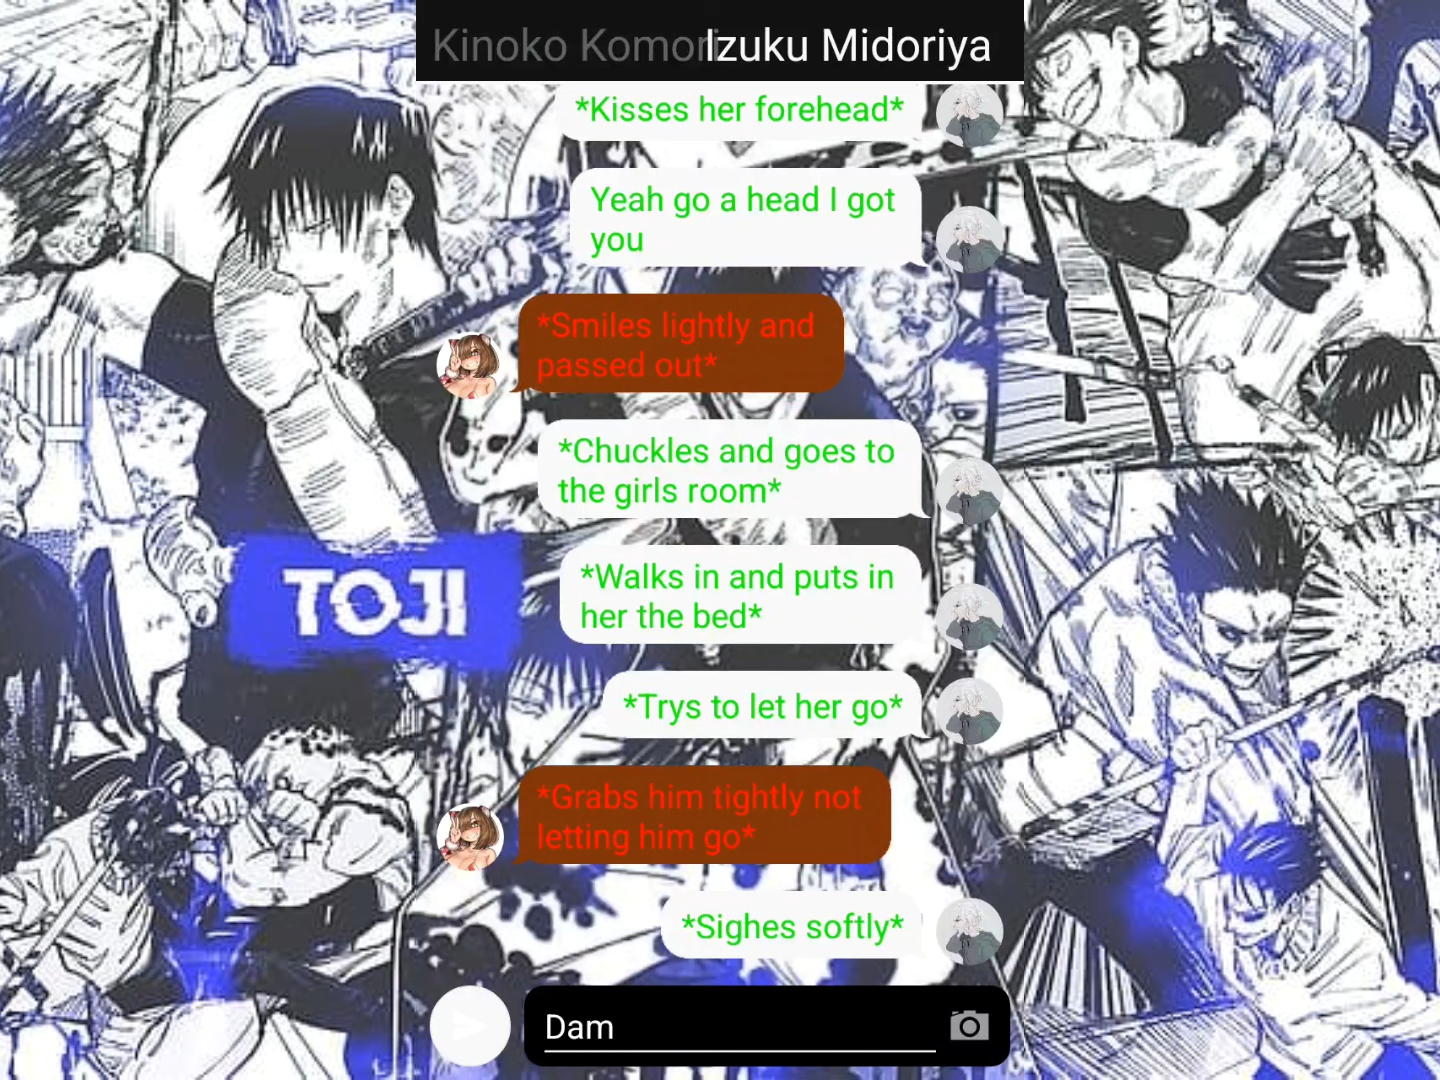 Kinoko Komori Izuku Midoriya
*Kisses her forehead*
Yeah go a head I got
you
*Smiles lightly and
passed out*
*Chuckles and goes to
the girls room*
TOJI
*Walks in and puts in
her the bed*
*Trys to let her go*
*Grabs him tightly not
letting him go*
*Sighes softly*
Dam